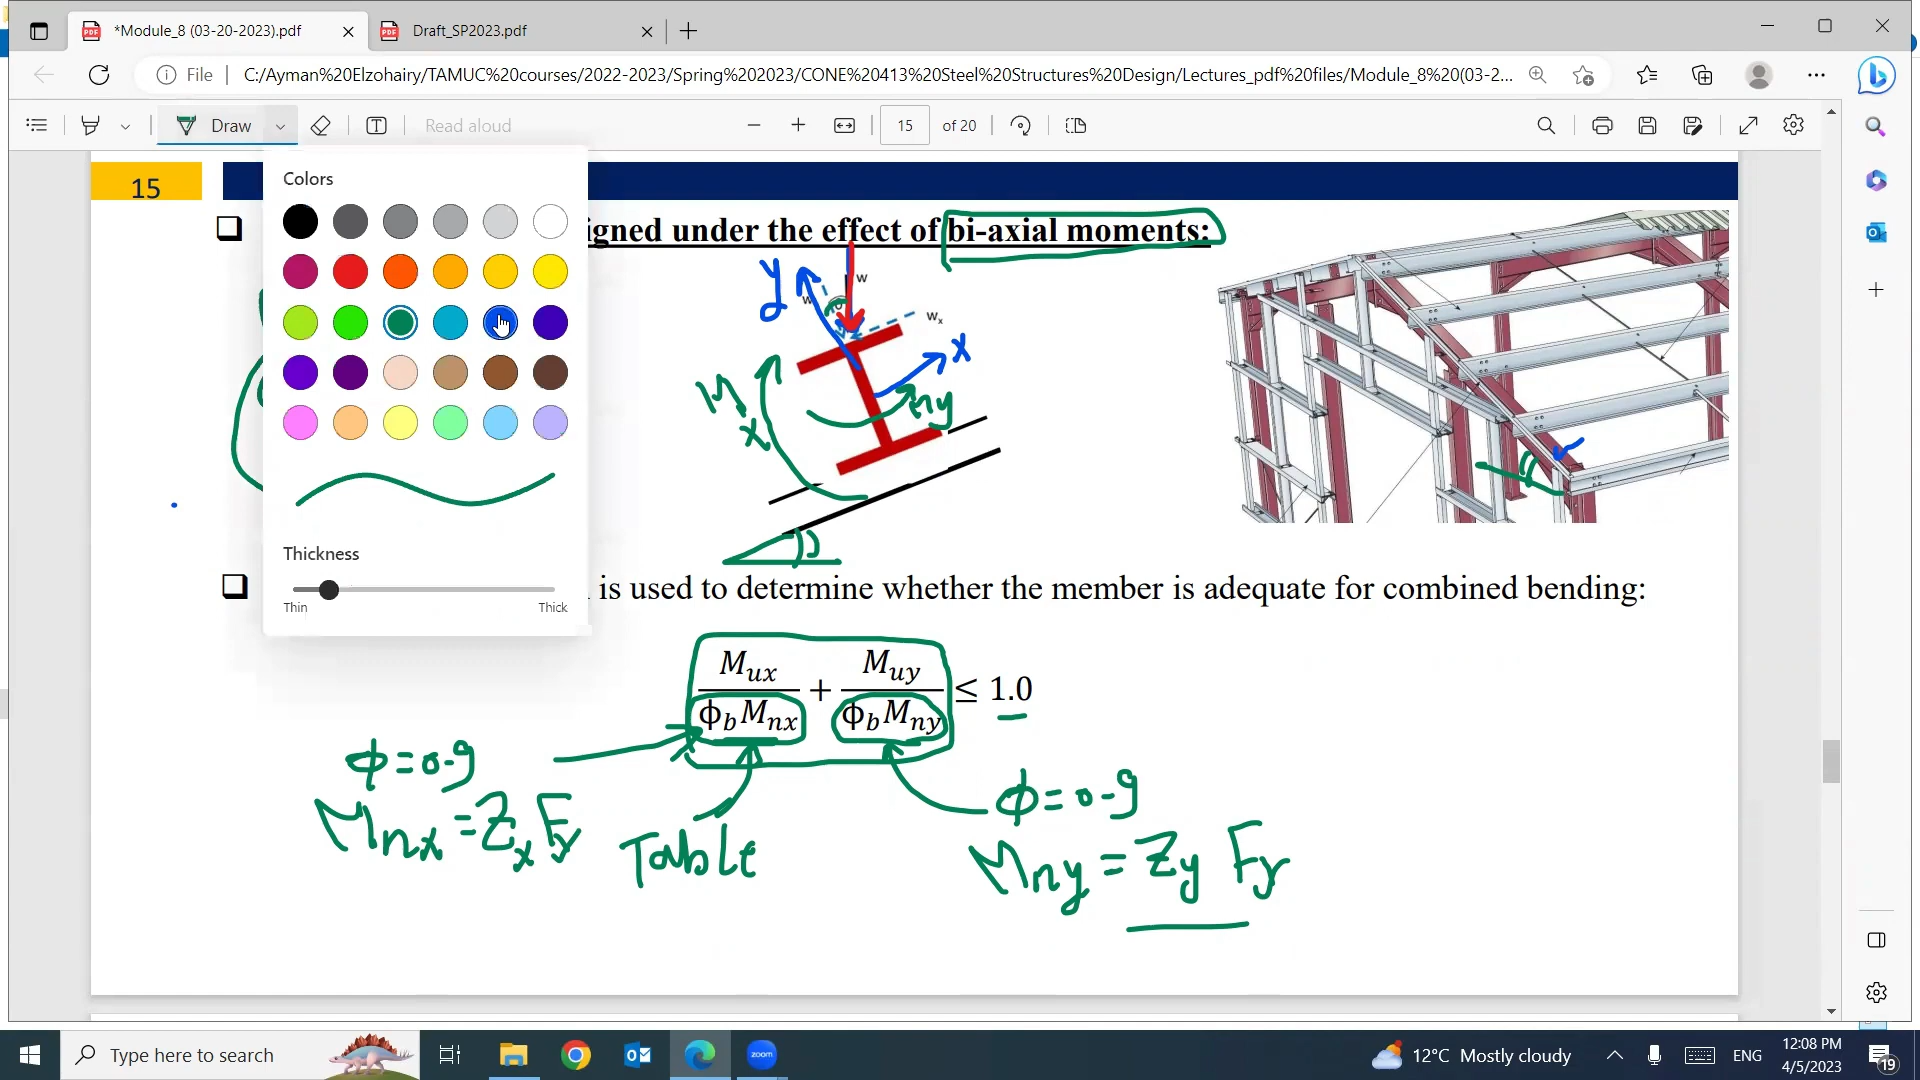 *Module_8 (03-20-2023).pdf
Draft_SP2023.pdf
File
C:/Ayman%20Elzohairy/TAMUC%20courses/2022-2023/Spring%202023/CONE%20413%20Steel%20Structures%20Design/Lectures_pdf%20files/Module_8%20(03-2...
Draw
Read aloud
15
of 20
15
Colors
Thin
Thickness
Thick
igned under the effect of bi-axial moments:
y
w
w
wx
x
Mx
My
is used to determine whether the member is adequate for combined bending:
Mux / ϕbMnx + Muy / ϕbMny ≤ 1.0
ϕ = 0.9
Mnx = Zx Fy
Table
ϕ = 0.9
Mny = Zy Fy
Type here to search
zoom
12°C Mostly cloudy
ENG
12:08 PM
4/5/2023
19